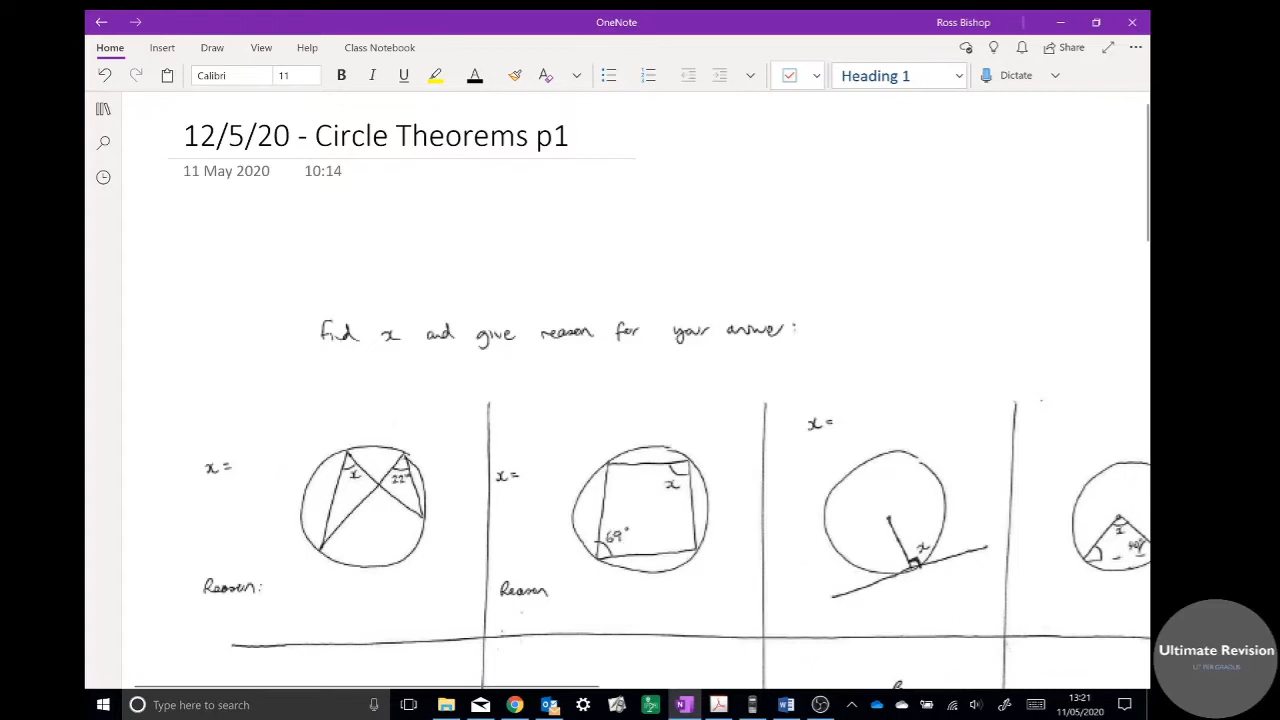 OneNote
Ross Bishop
Home
Insert
Draw
View
Help
Class Notebook
Share
Calibri
11
B
I
U
A
A
Heading 1
Dictate
12/5/20 - Circle Theorems p1
11 May 2020
10:14
Find x and give reason for your answer:
x =
x
22°
Reason:
x =
x
69°
Reason
x =
x
x
Type here to search
13:21
11/05/2020
Ultimate Revision